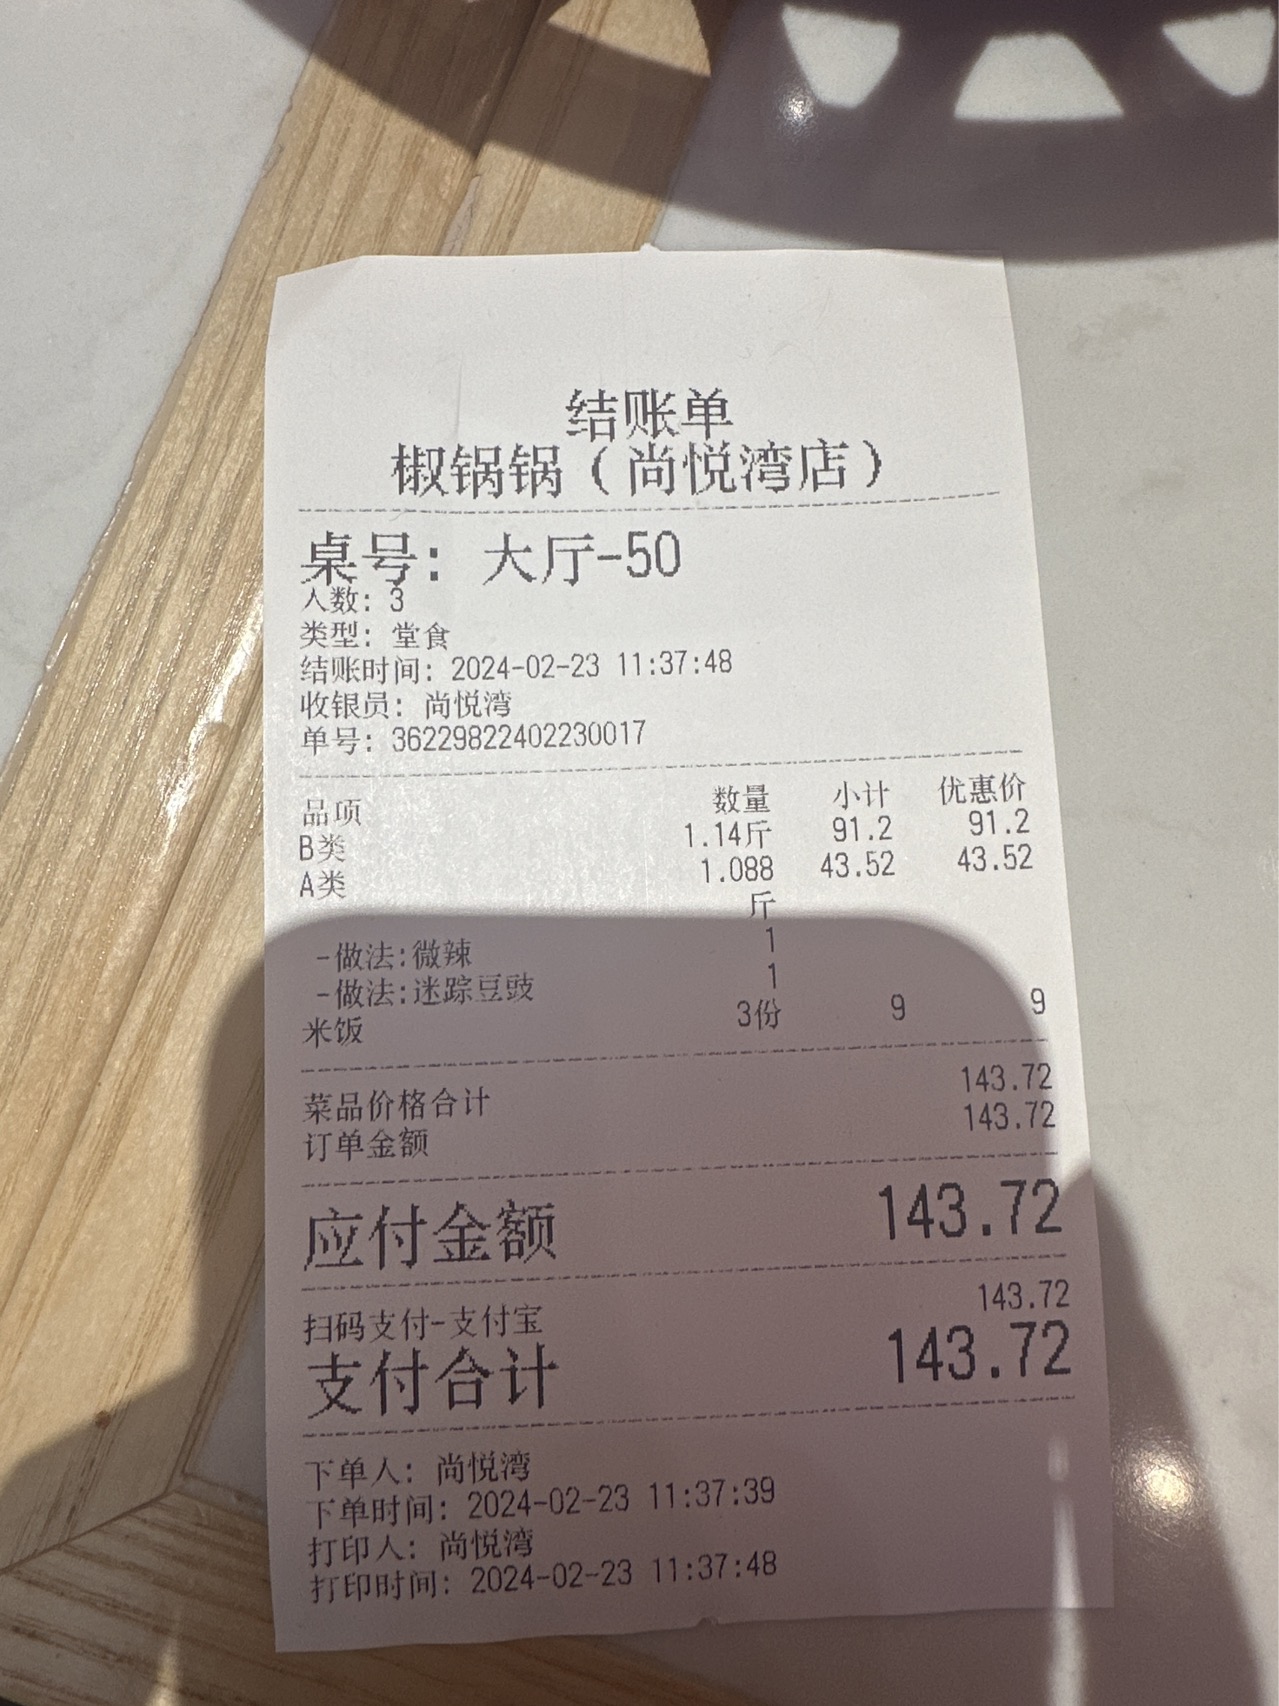 结账单
椒锅锅（尚悦湾店）
桌号: 大厅-50
人数: 3
类型: 堂食
结账时间: 2024-02-23 11:37:48
收银员: 尚悦湾
单号: 36229822402230017
品项 数量 小计 优惠价
B类 1.14斤 91.2 91.2
A类 1.088 43.52 43.52
斤
-做法:微辣 1
-做法:迷踪豆豉 1
米饭 3份 9 9
菜品价格合计 143.72
订单金额 143.72
应付金额 143.72
扫码支付-支付宝 143.72
支付合计 143.72
下单人: 尚悦湾
下单时间: 2024-02-23 11:37:39
打印人: 尚悦湾
打印时间: 2024-02-23 11:37:48